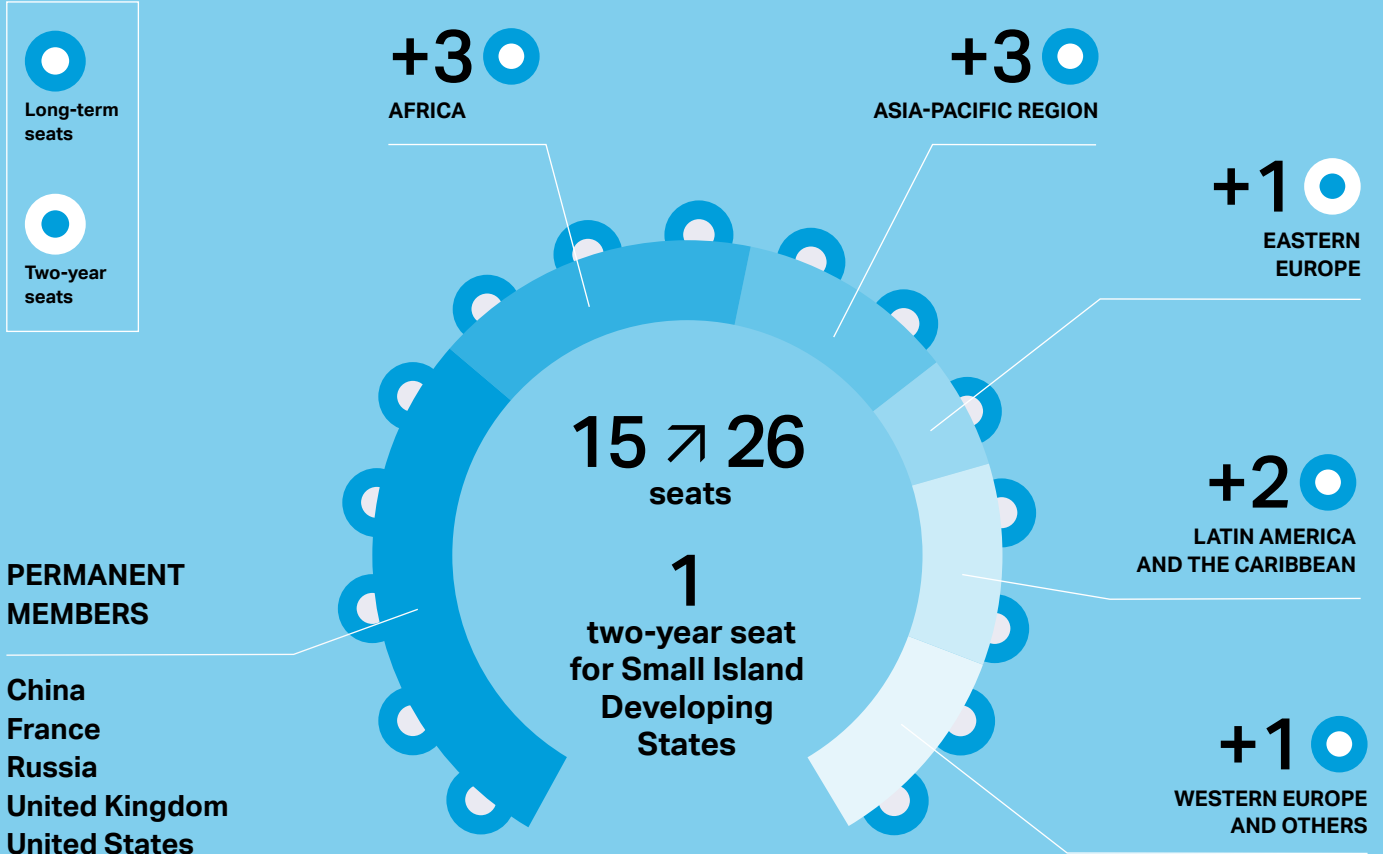 Long-term
seats
Two-year
seats
+3
AFRICA
+3
ASIA-PACIFIC REGION
+1
EASTERN
EUROPE
15 ↗ 26
seats
1
two-year seat
for Small Island
Developing
States
+2
LATIN AMERICA
AND THE CARIBBEAN
PERMANENT
MEMBERS
China
France
Russia
United Kingdom
United States
+1
WESTERN EUROPE
AND OTHERS